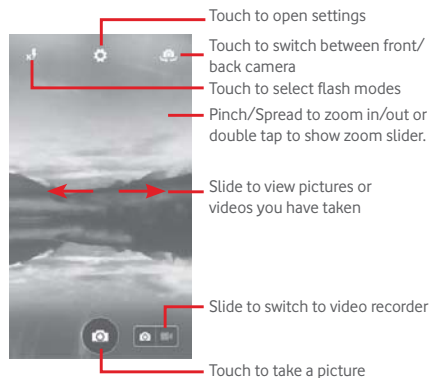 Touch to open settings
Touch to switch between front/
back camera
Touch to select flash modes
Pinch/Spread to zoom in/out or
double tap to show zoom slider.
Slide to view pictures or
videos you have taken
Slide to switch to video recorder
Touch to take a picture